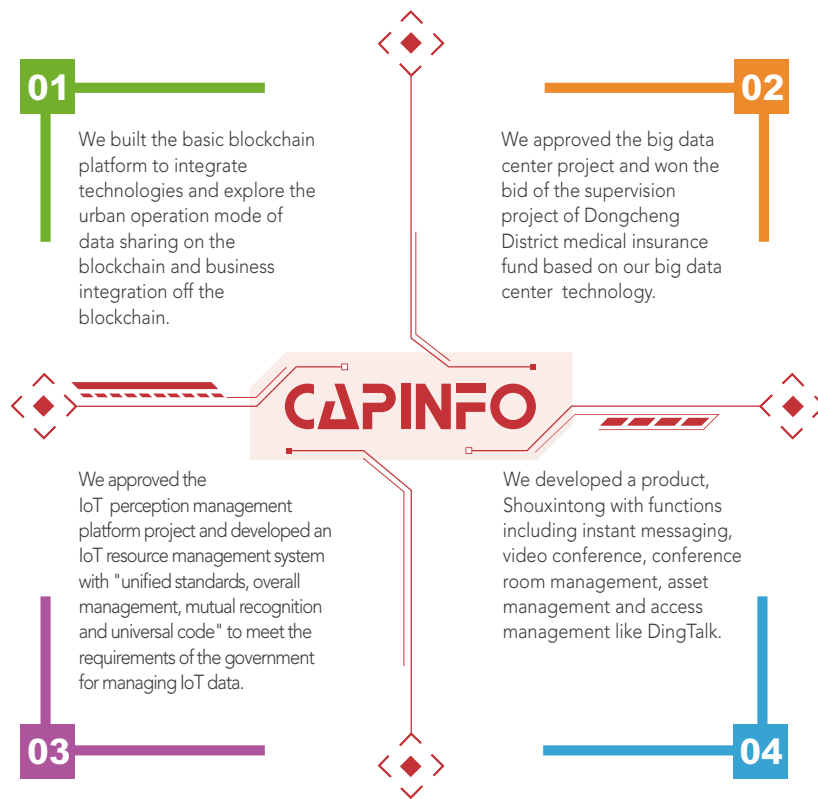 01
We built the basic blockchain
platform to integrate
technologies and explore the
urban operation mode of
data sharing on the
blockchain and business
integration off the
blockchain.
02
We approved the big data
center project and won the
bid of the supervision
project of Dongcheng
District medical insurance
fund based on our big data
center technology.
CAPINFO
We approved the
IoT perception management
platform project and developed an
IoT resource management system
with "unified standards, overall
management, mutual recognition
and universal code" to meet the
requirements of the government
for managing IoT data.
03
We developed a product,
Shouxintong with functions
including instant messaging,
video conference, conference
room management, asset
management and access
management like DingTalk.
04